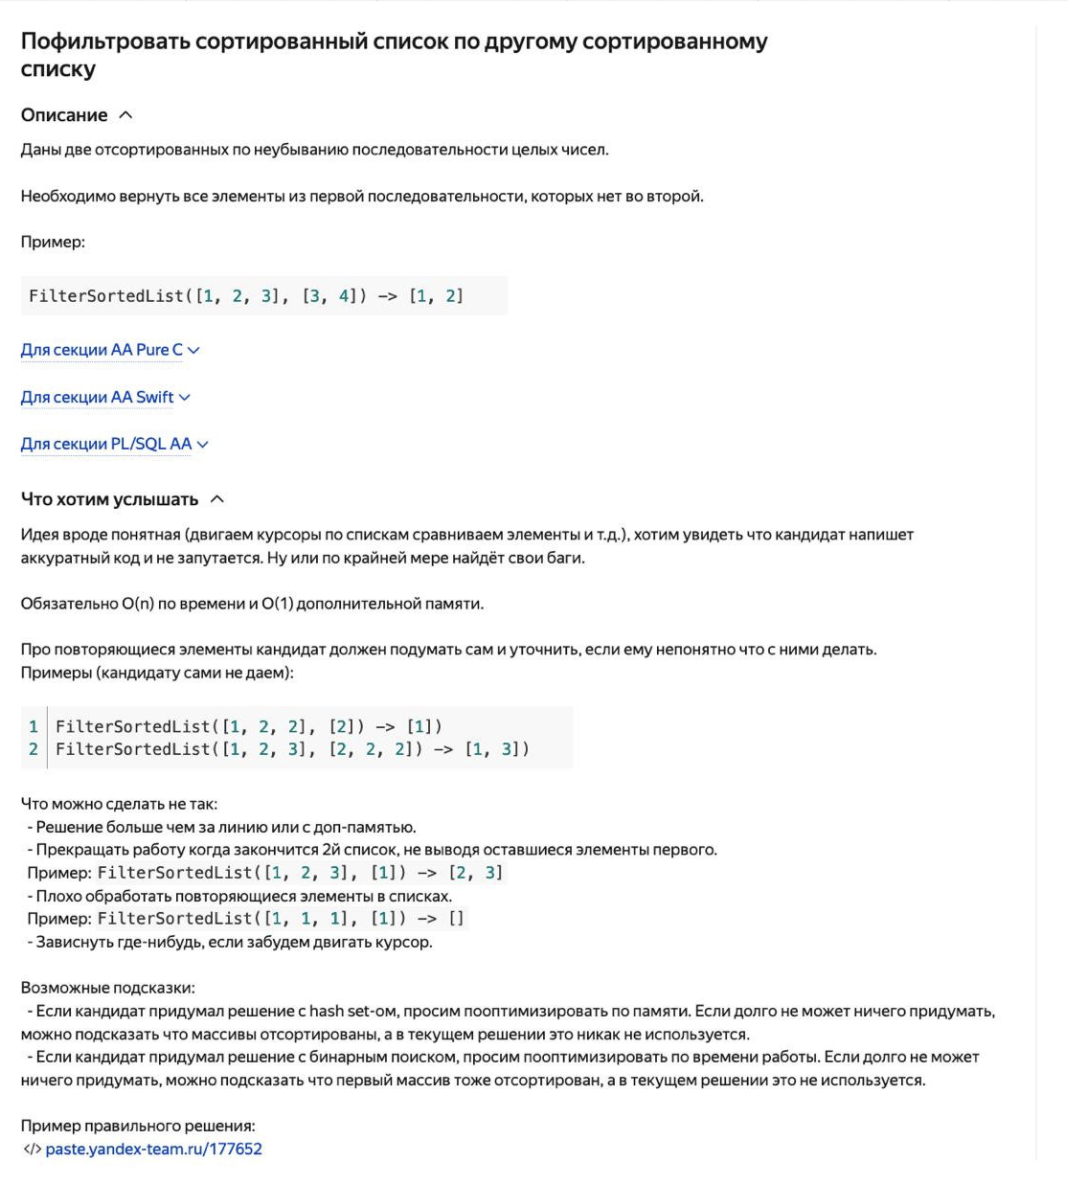 Пофильтровать сортированный список по другому сортированному
списку
Описание
Даны две отсортированных по неубыванию последовательности целых чисел.
Необходимо вернуть все элементы из первой последовательности, которых нет во второй.
Пример:
FilterSortedList([1, 2, 3], [3, 4]) -> [1, 2]
Для секции AA Pure C
Для секции AA Swift
Для секции PL/SQL AA
Что хотим услышать
Идея вроде понятная (двигаем курсоры по спискам сравниваем элементы и т.д.), хотим увидеть что кандидат напишет
аккуратный код и не запутается. Ну или по крайней мере найдёт свои баги.
Обязательно O(n) по времени и O(1) дополнительной памяти.
Про повторяющиеся элементы кандидат должен подумать сам и уточнить, если ему непонятно что с ними делать.
Примеры (кандидату сами не даем):
1 FilterSortedList([1, 2, 2], [2]) -> [1])
2 FilterSortedList([1, 2, 3], [2, 2, 2]) -> [1, 3])
Что можно сделать не так:
- Решение больше чем за линию или с доп-памятью.
- Прекращать работу когда закончится 2й список, не выводя оставшиеся элементы первого.
Пример: FilterSortedList([1, 2, 3], [1]) -> [2, 3]
- Плохо обработать повторяющиеся элементы в списках.
Пример: FilterSortedList([1, 1, 1], [1]) -> []
- Зависнуть где-нибудь, если забудем двигать курсор.
Возможные подсказки:
- Если кандидат придумал решение с hash set-ом, просим пооптимизировать по памяти. Если долго не может ничего придумать,
можно подсказать что массивы отсортированы, а в текущем решении это никак не используется.
- Если кандидат придумал решение с бинарным поиском, просим пооптимизировать по времени работы. Если долго не может
ничего придумать, можно подсказать что первый массив тоже отсортирован, а в текущем решении это не используется.
Пример правильного решения:
</> paste.yandex-team.ru/177652